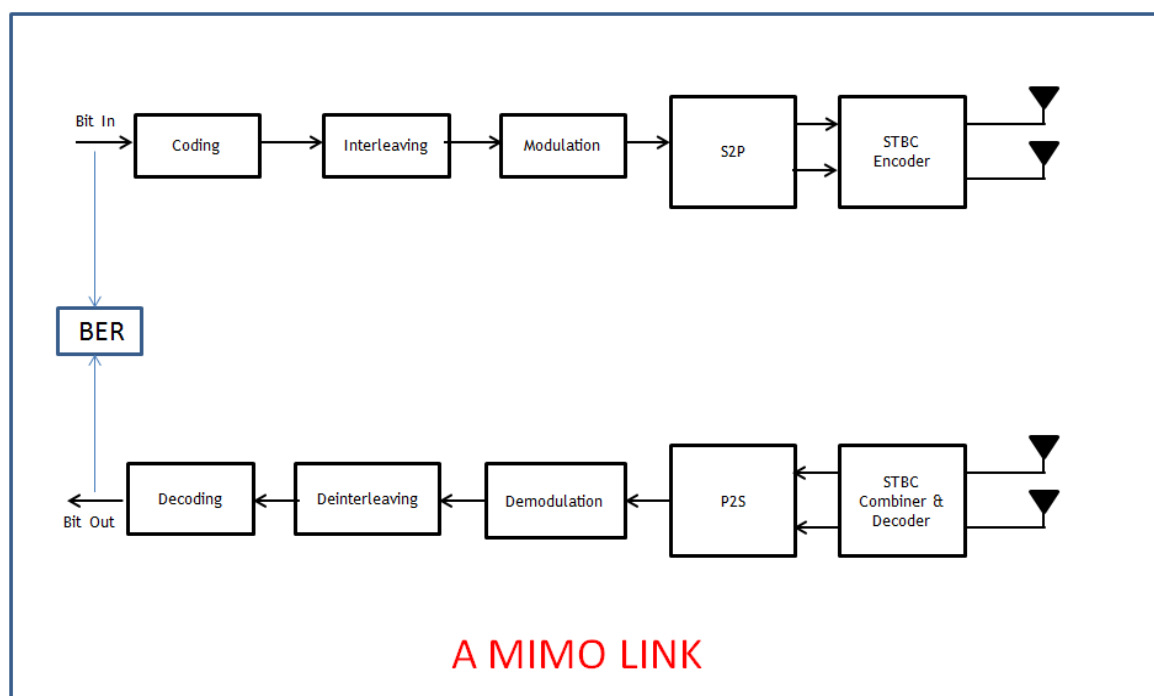 Bit In
Coding
Interleaving
Modulation
S2P
STBC
Encoder
BER
Decoding
Deinterleaving
Demodulation
P2S
STBC
Combiner &
Decoder
Bit Out
A MIMO LINK